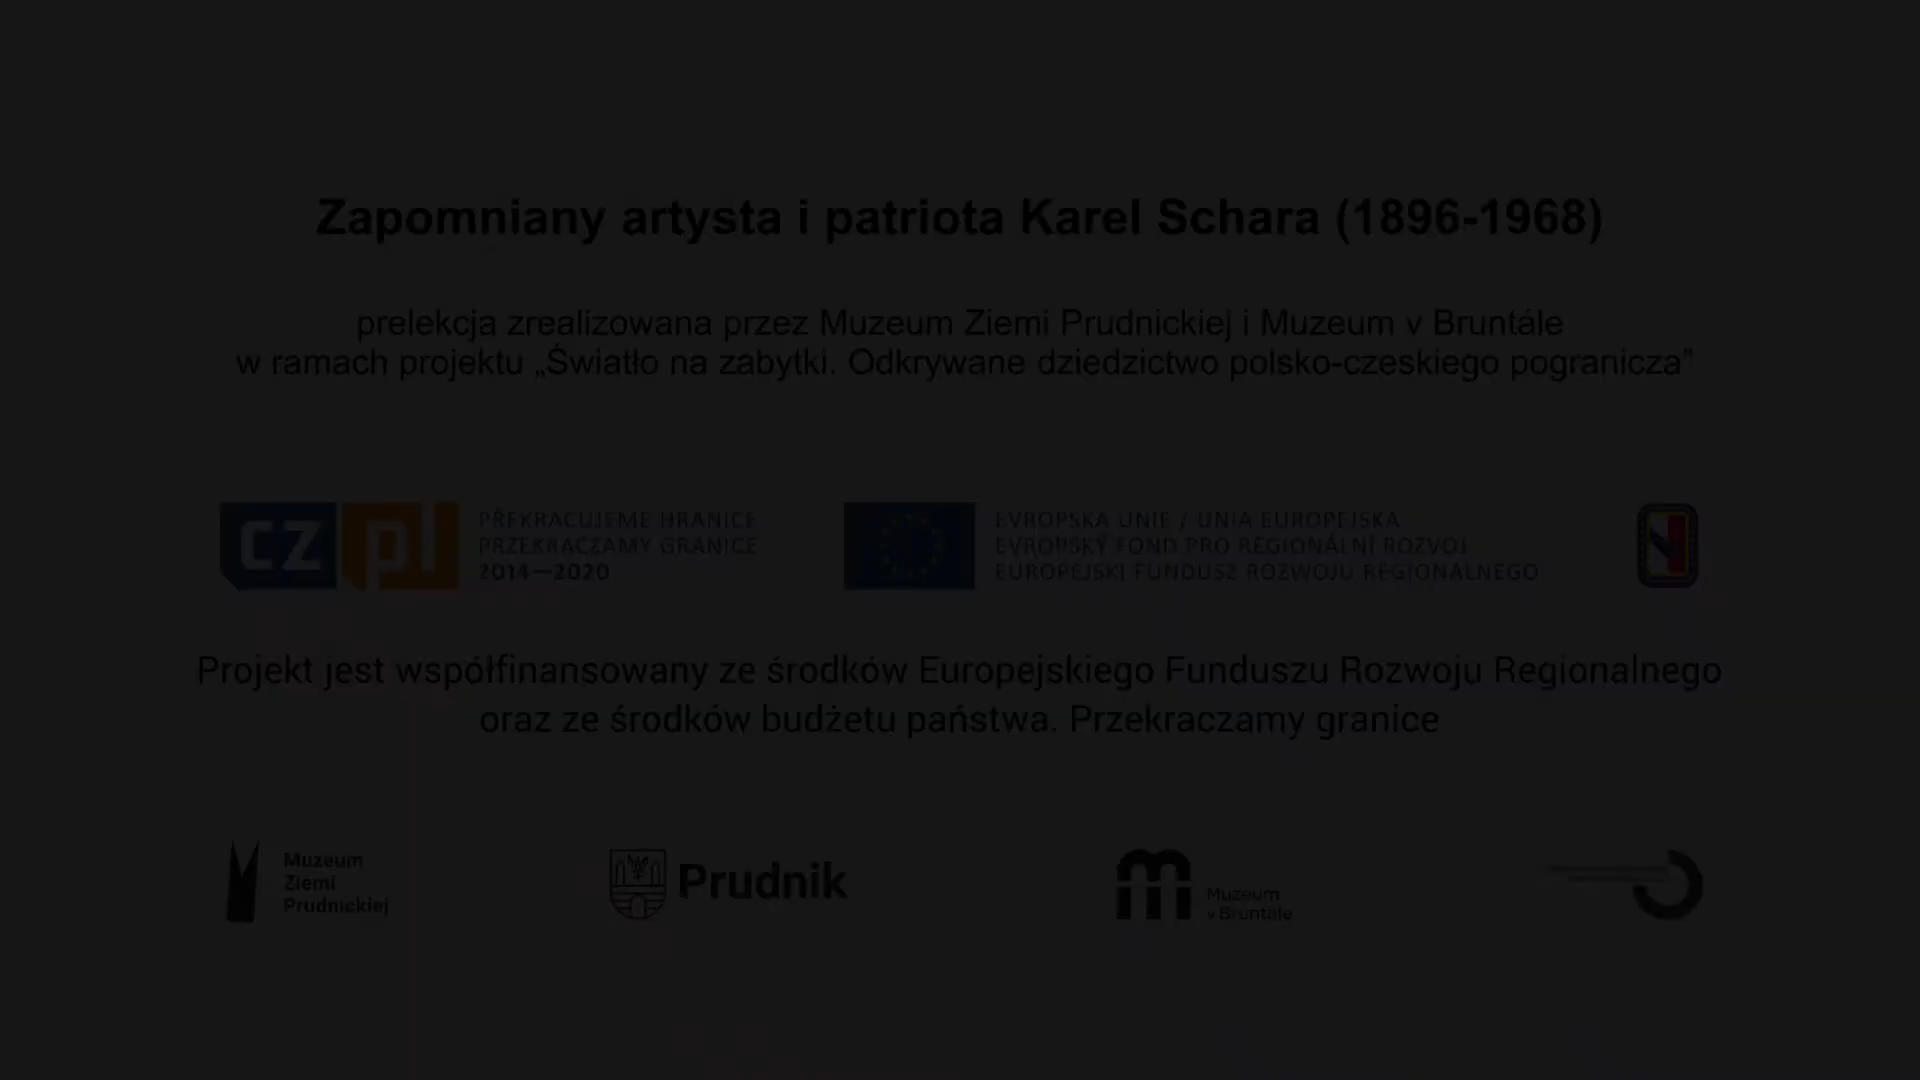 Zapomniany artysta i patriota Karel Schara (1896-1968)
prelekcja zrealizowana przez Muzeum Ziemi Prudnickiej i Muzeum v Bruntále
w ramach projektu „Światło na zabytki. Odkrywane dziedzictwo polsko-czeskiego pogranicza”
cz pl
PŘEKRAČUJEME HRANICE
PRZEKRACZAMY GRANICE
2014—2020
EVROPSKÁ UNIE / UNIA EUROPEJSKA
EVROPSKÝ FOND PRO REGIONÁLNÍ ROZVOJ
EUROPEJSKI FUNDUSZ ROZWOJU REGIONALNEGO
Projekt jest współfinansowany ze środków Europejskiego Funduszu Rozwoju Regionalnego
oraz ze środków budżetu państwa. Przekraczamy granice
Muzeum
Ziemi
Prudnickiej
Prudnik
m
Muzeum
v Bruntále